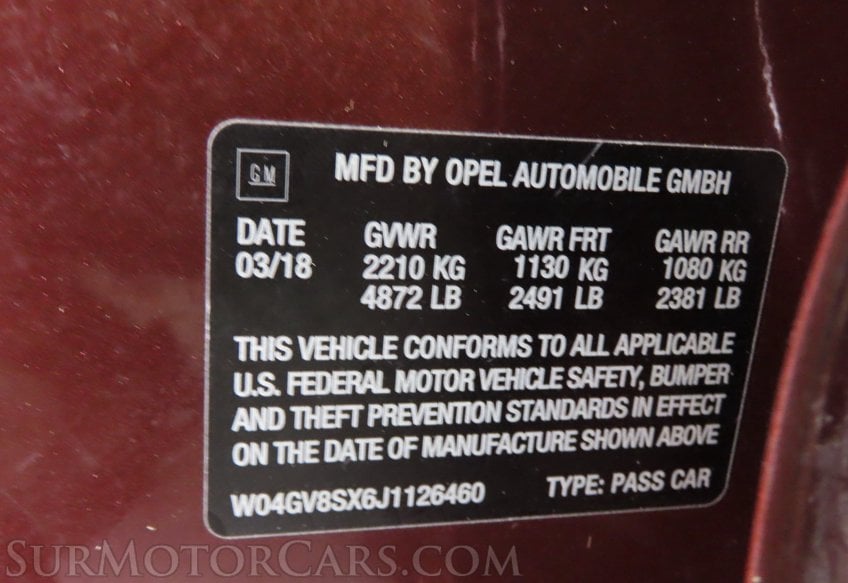 GM MFD BY OPEL AUTOMOBILE GMBH
DATE GVWR GAWR FRT GAWR RR
03/18 2210 KG 1130 KG 1080 KG
4872 LB 2491 LB 2381 LB
THIS VEHICLE CONFORMS TO ALL APPLICABLE
U.S. FEDERAL MOTOR VEHICLE SAFETY, BUMPER
AND THEFT PREVENTION STANDARDS IN EFFECT
ON THE DATE OF MANUFACTURE SHOWN ABOVE
W04GV8SX6J1126460 TYPE: PASS CAR
SURMOTORCARS.COM